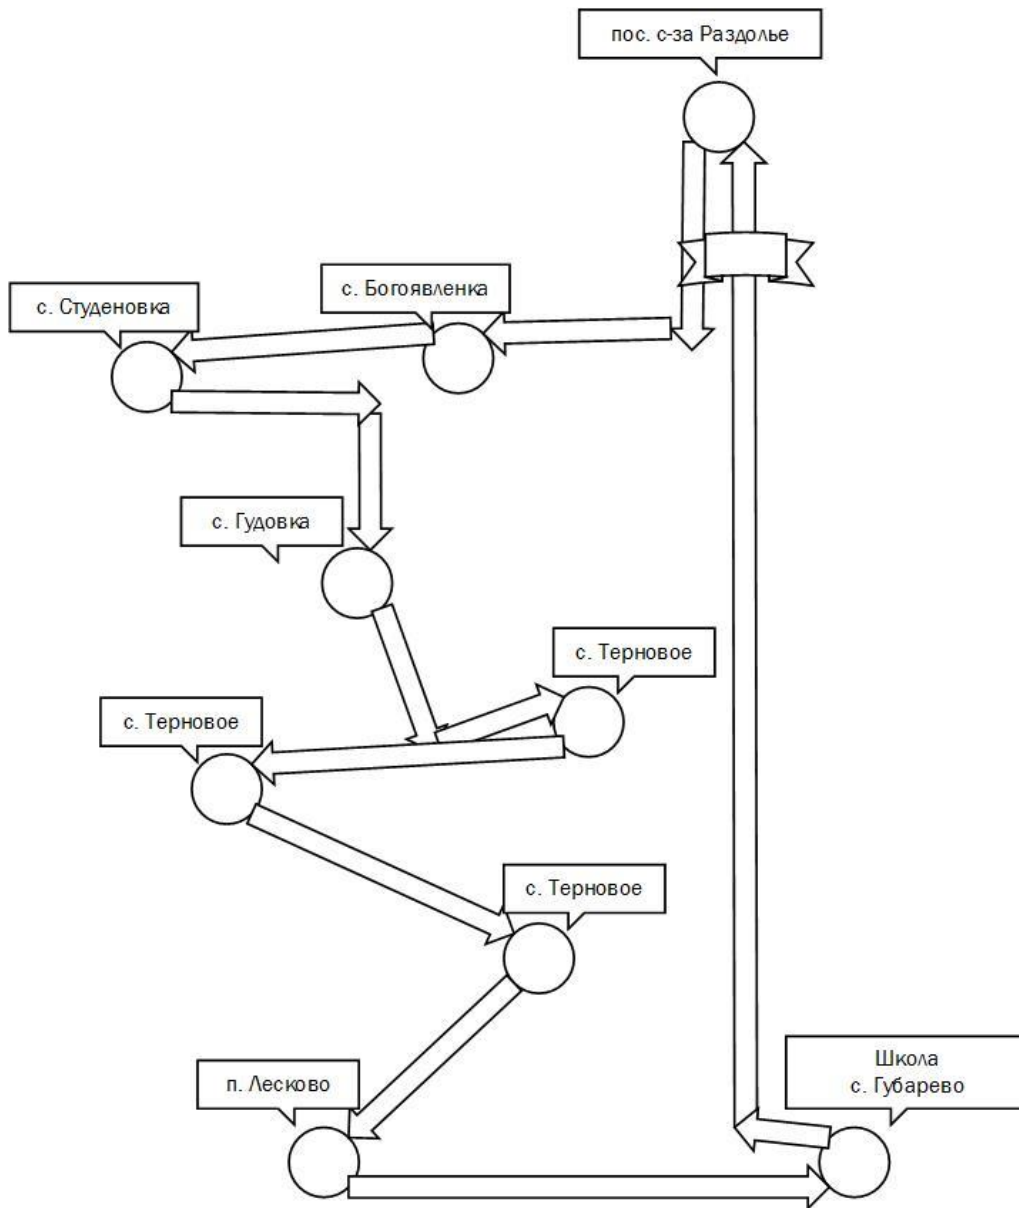 пос. с-за Раздолье
с. Богоявленка
с. Студеновка
с. Гудовка
с. Терновое
с. Терновое
с. Терновое
п. Лесково
Школа
с. Губарево